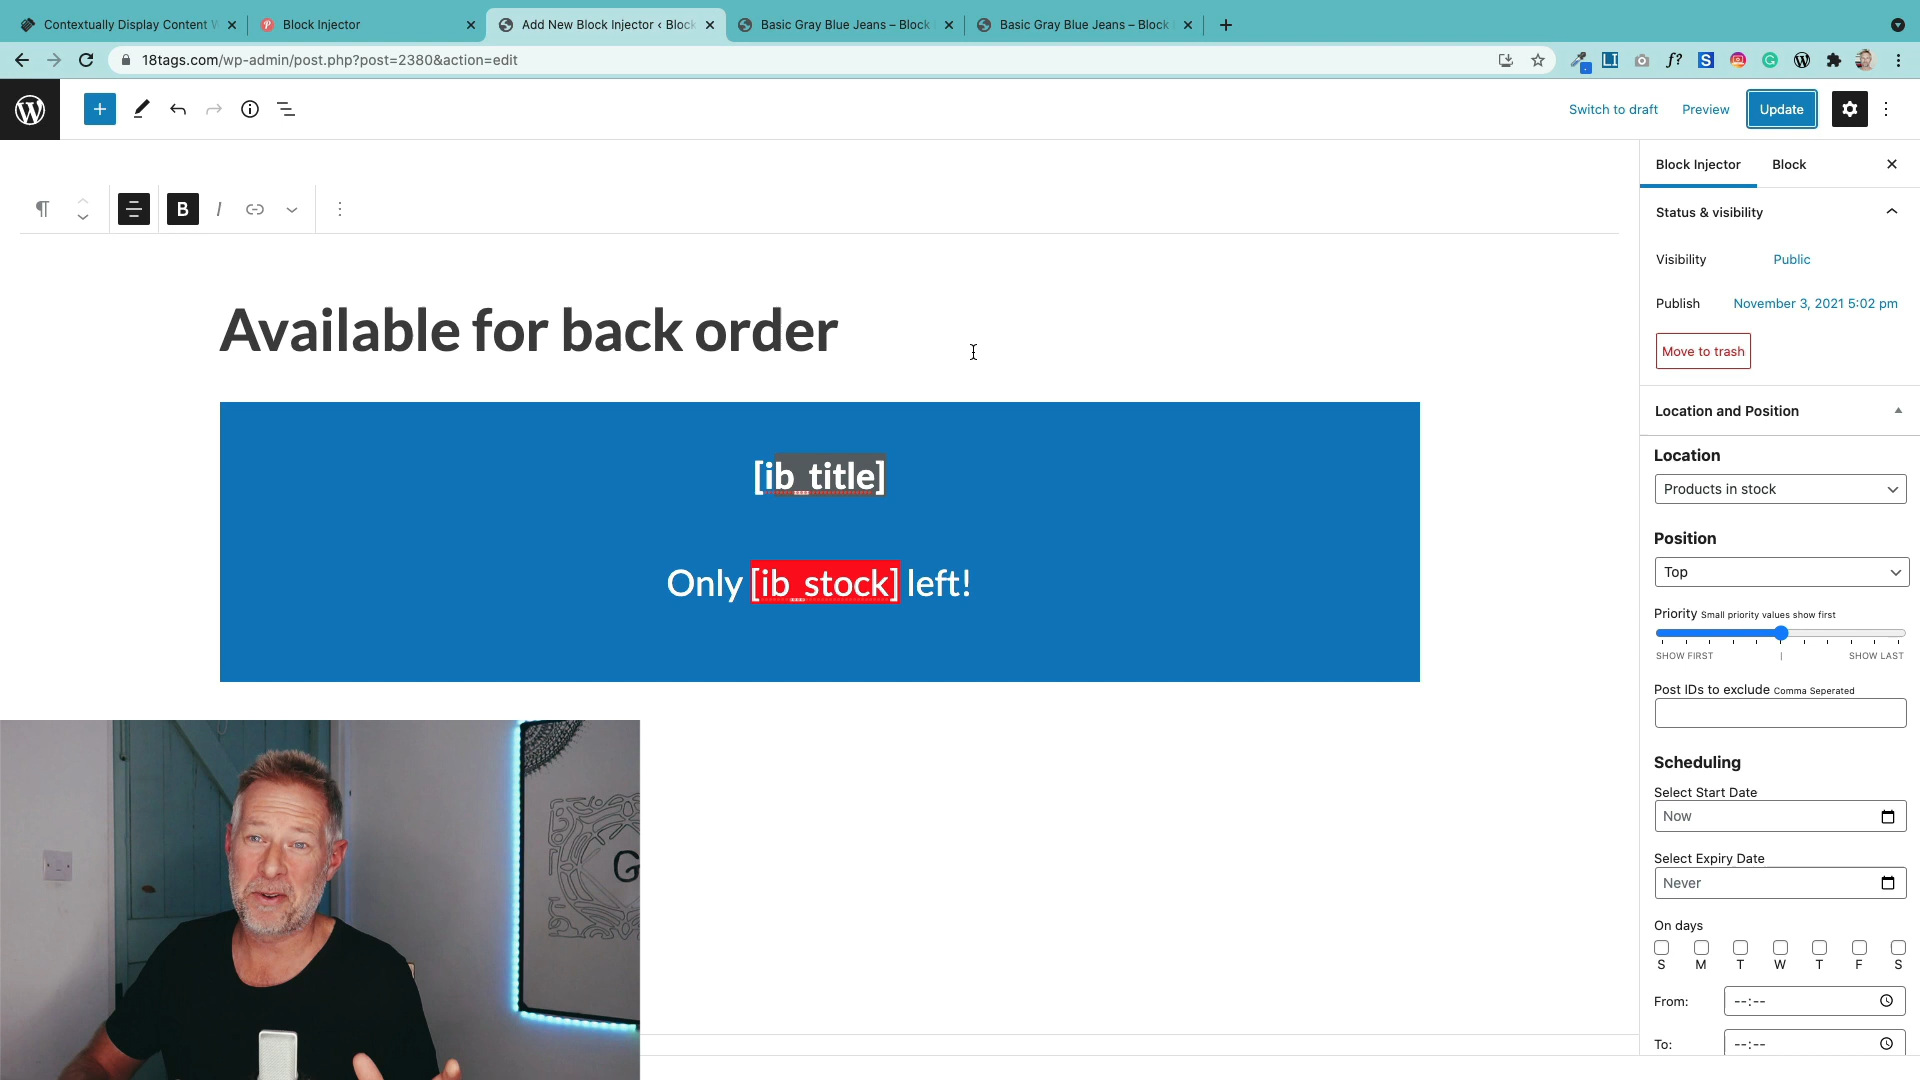 Contextually Display Content
Block Injector
Add New Block Injector ‹ Block
Basic Gray Blue Jeans – Block
Basic Gray Blue Jeans – Block
18tags.com/wp-admin/post.php?post=2380&action=edit
Switch to draft
Preview
Update
Block Injector
Block
B
I
Status & visibility
Visibility
Public
Publish
November 3, 2021 5:02 pm
Move to trash
Available for back order
[ib_title]
Only [ib_stock] left!
Location and Position
Location
Products in stock
Position
Top
Priority Small priority values show first
SHOW FIRST
|
SHOW LAST
Post IDs to exclude Comma Seperated
Scheduling
Select Start Date
Now
Select Expiry Date
Never
On days
S M T W T F S
From:
--:--
To:
--:--
G